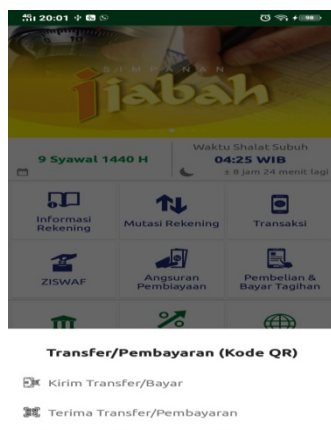 20:01
SIMPANAN
ijabah
9 Syawal 1440 H
Waktu Shalat Subuh
04:25 WIB
± 8 jam 24 menit lagi
Informasi
Rekening
Mutasi Rekening
Transaksi
ZISWAF
Angsuran
Pembiayaan
Pembelian &
Bayar Tagihan
Transfer/Pembayaran (Kode QR)
Kirim Transfer/Bayar
Terima Transfer/Pembayaran